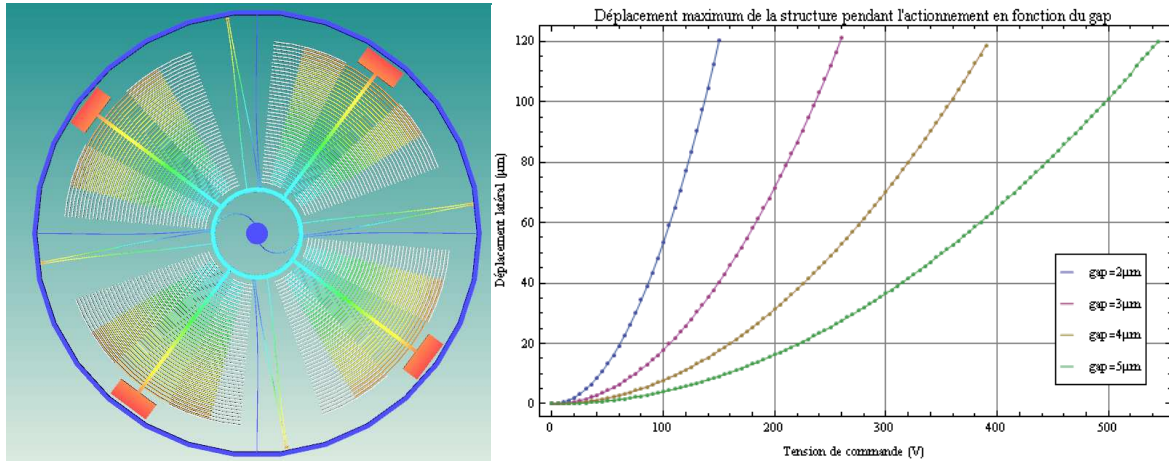 Déplacement maximum de la structure pendant l'actionnement en fonction du gap
120
100
80
60
40
20
0
Déplacement latéral (µm)
gap=2µm
gap=3µm
gap=4µm
gap=5µm
0 100 200 300 400 500
Tension de commande (V)